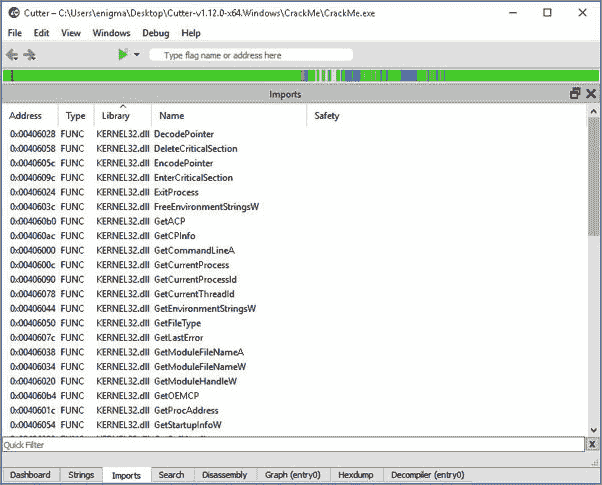 Cutter – C:\Users\enigma\Desktop\Cutter-v1.12.0-x64.Windows\CrackMe\CrackMe.exe
File Edit View Windows Debug Help
Type flag name or address here
Imports
Address Type Library Name Safety
0x00406028 FUNC KERNEL32.dll DecodePointer
0x00406058 FUNC KERNEL32.dll DeleteCriticalSection
0x0040605c FUNC KERNEL32.dll EncodePointer
0x0040609c FUNC KERNEL32.dll EnterCriticalSection
0x00406024 FUNC KERNEL32.dll ExitProcess
0x0040603c FUNC KERNEL32.dll FreeEnvironmentStringsW
0x004060b0 FUNC KERNEL32.dll GetACP
0x004060ac FUNC KERNEL32.dll GetCPInfo
0x00406000 FUNC KERNEL32.dll GetCommandLineA
0x0040600c FUNC KERNEL32.dll GetCurrentProcess
0x00406090 FUNC KERNEL32.dll GetCurrentProcessId
0x00406078 FUNC KERNEL32.dll GetCurrentThreadId
0x00406044 FUNC KERNEL32.dll GetEnvironmentStringsW
0x00406050 FUNC KERNEL32.dll GetFileType
0x0040607c FUNC KERNEL32.dll GetLastError
0x00406038 FUNC KERNEL32.dll GetModuleFileNameA
0x00406034 FUNC KERNEL32.dll GetModuleFileNameW
0x00406020 FUNC KERNEL32.dll GetModuleHandleW
0x004060b4 FUNC KERNEL32.dll GetOEMCP
0x0040601c FUNC KERNEL32.dll GetProcAddress
0x00406054 FUNC KERNEL32.dll GetStartupInfoW
Quick Filter
Dashboard Strings Imports Search Disassembly Graph (entry0) Hexdump Decompiler (entry0)